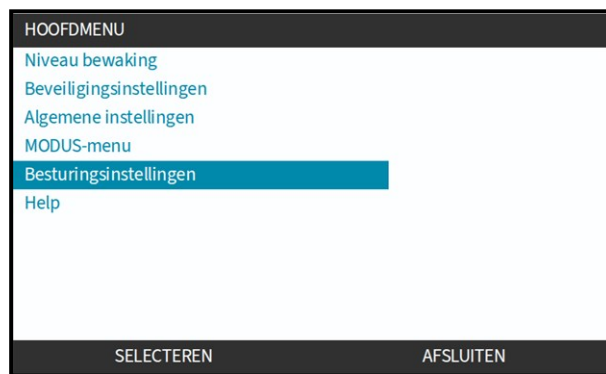 HOOFDMENU
Niveau bewaking
Beveiligingsinstellingen
Algemene instellingen
MODUS-menu
Besturingsinstellingen
Help
SELECTEREN AFSLUITEN